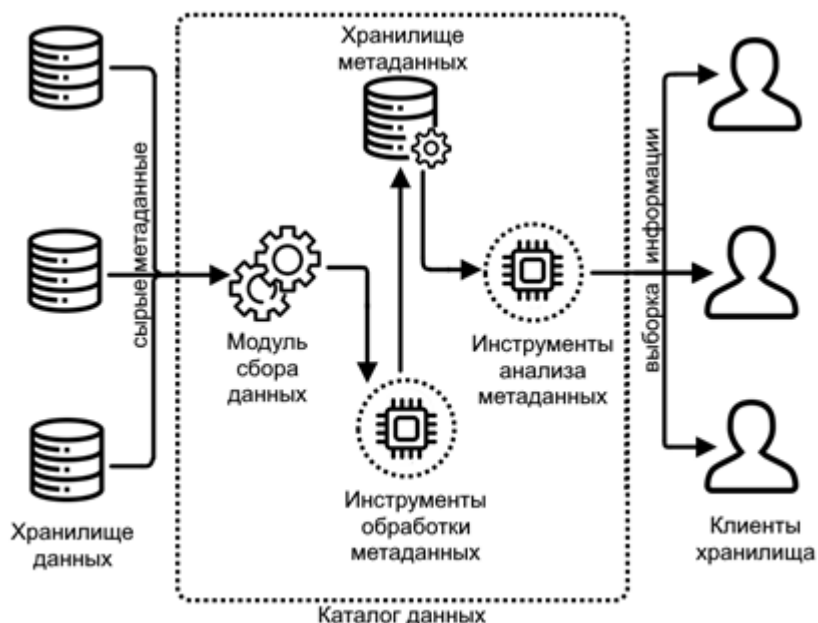 Хранилище
метаданных
сырые метаданные
Модуль
сбора
данных
Инструменты
анализа
метаданных
выборка информации
Инструменты
обработки
метаданных
Хранилище
данных
Клиенты
хранилища
Каталог данных